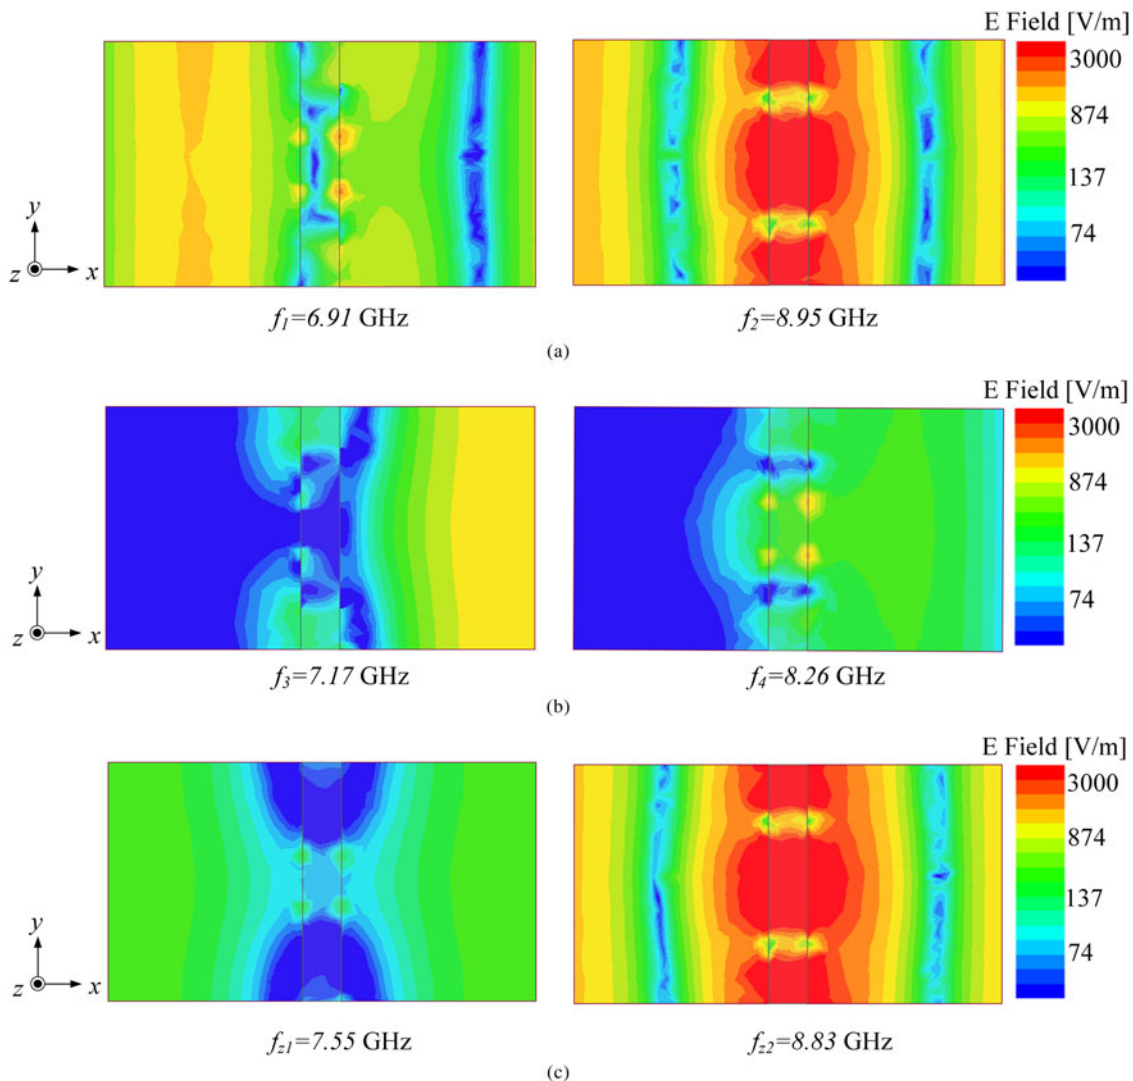 E Field [V/m]
3000
874
137
74
y
z x
f1=6.91 GHz
f2=8.95 GHz
(a)
E Field [V/m]
3000
874
137
74
y
z x
f3=7.17 GHz
f4=8.26 GHz
(b)
E Field [V/m]
3000
874
137
74
y
z x
fz1=7.55 GHz
fz2=8.83 GHz
(c)